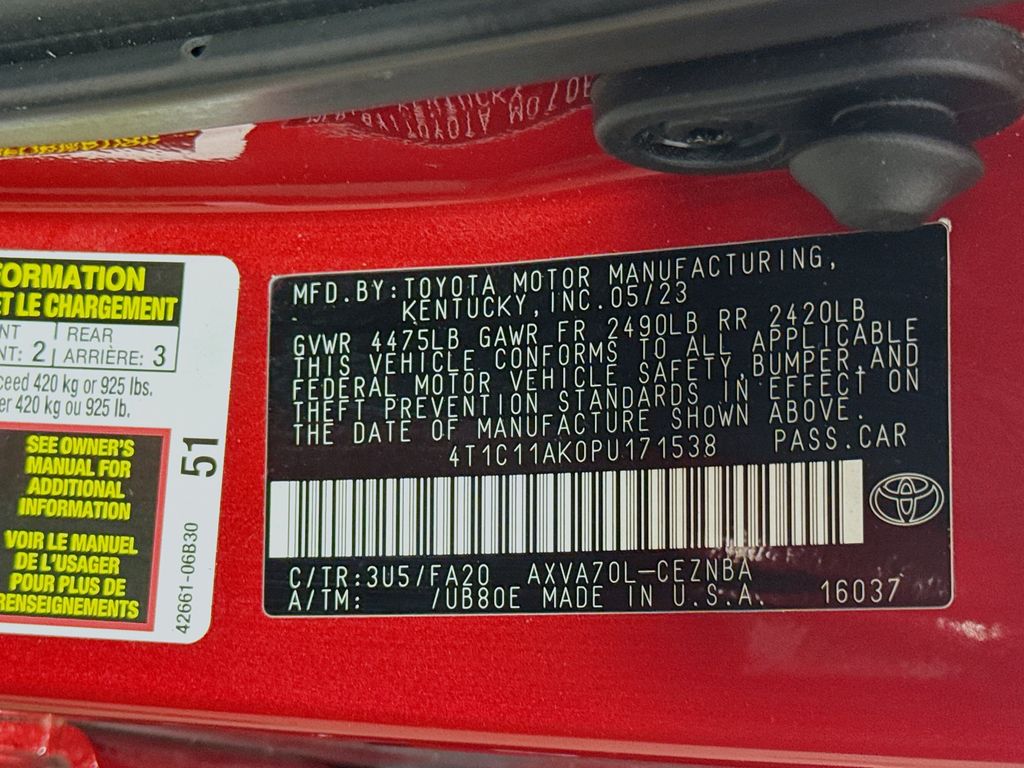 FORMATION
ET LE CHARGEMENT
NT | REAR
NT: 2 | ARRIÈRE: 3
ceed 420 kg or 925 lbs.
er 420 kg ou 925 lb.
SEE OWNER'S
MANUAL FOR
ADDITIONAL
INFORMATION
VOIR LE MANUEL
DE L'USAGER
POUR PLUS DE
RENSEIGNEMENTS
51
42661-06B30
MFD.BY:TOYOTA MOTOR MANUFACTURING,
KENTUCKY,INC.05/23
GVWR 4475LB GAWR FR 2490LB RR 2420LB
THIS VEHICLE CONFORMS TO ALL APPLICABLE
FEDERAL MOTOR VEHICLE SAFETY,BUMPER,AND
THEFT PREVENTION STANDARDS IN EFFECT ON
THE DATE OF MANUFACTURE SHOWN ABOVE.
4T1C11AK0PU171538 PASS.CAR
C/TR:3U5/FA20 AXVA70L-CEZNBA
A/TM: /UB80E MADE IN U.S.A. 16037